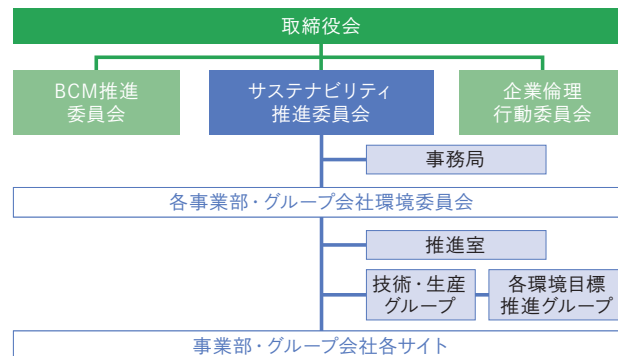 取締役会
BCM推進
委員会
サステナビリティ
推進委員会
企業倫理
行動委員会
事務局
各事業部・グループ会社環境委員会
推進室
技術・生産
グループ
各環境目標
推進グループ
事業部・グループ会社各サイト